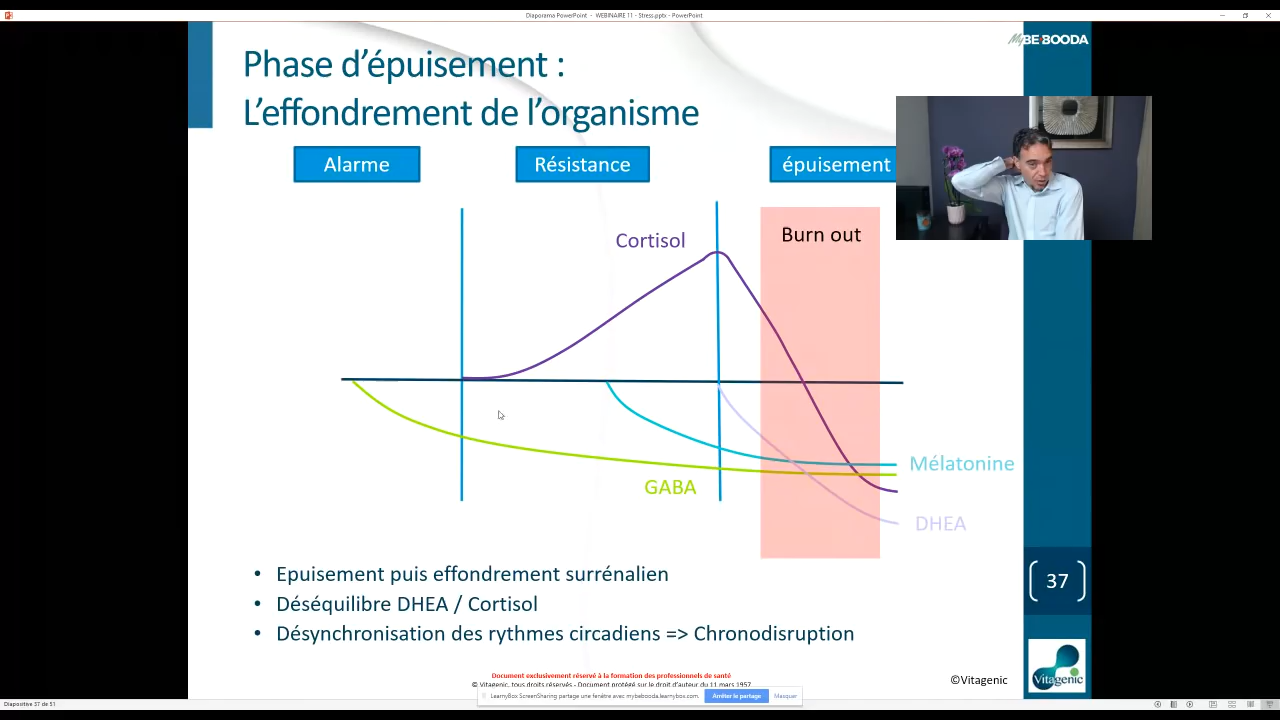 Diaporama PowerPoint - WEBINAIRE 11 - Stress.pptx - PowerPoint
MyBE•BOODA
Phase d’épuisement :
L’effondrement de l’organisme
Alarme
Résistance
épuisement
Burn out
Cortisol
Mélatonine
GABA
DHEA
• Epuisement puis effondrement surrénalien
37
• Déséquilibre DHEA / Cortisol
• Désynchronisation des rythmes circadiens => Chronodisruption
Document exclusivement réservé à la formation des professionnels de santé
© Vitagenic, tous droits réservés - Document protégé sur le droit d'auteur du 11 mars 1957
©Vitagenic
Vitagenic
LearnyBox ScreenSharing partage une fenêtre avec mybebooda.learnybox.com.
Arrêter le partage
Masquer
Diapositive 37 de 51